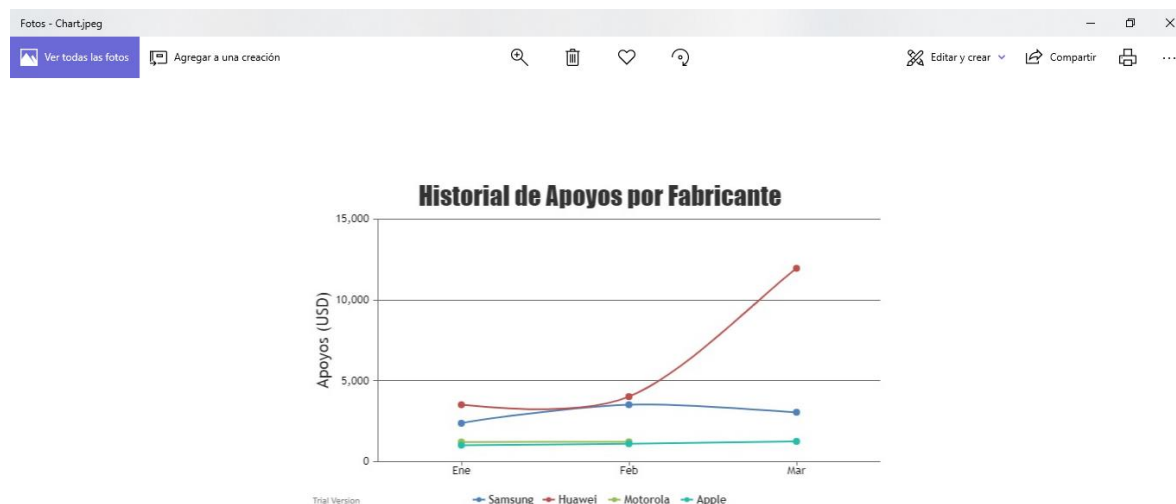 Fotos - Chart.jpeg
Ver todas las fotos Agregar a una creación Editar y crear Compartir
Historial de Apoyos por Fabricante
15,000
10,000
5,000
0
Apoyos (USD)
Ene Feb Mar
Trial Version
Samsung Huawei Motorola Apple